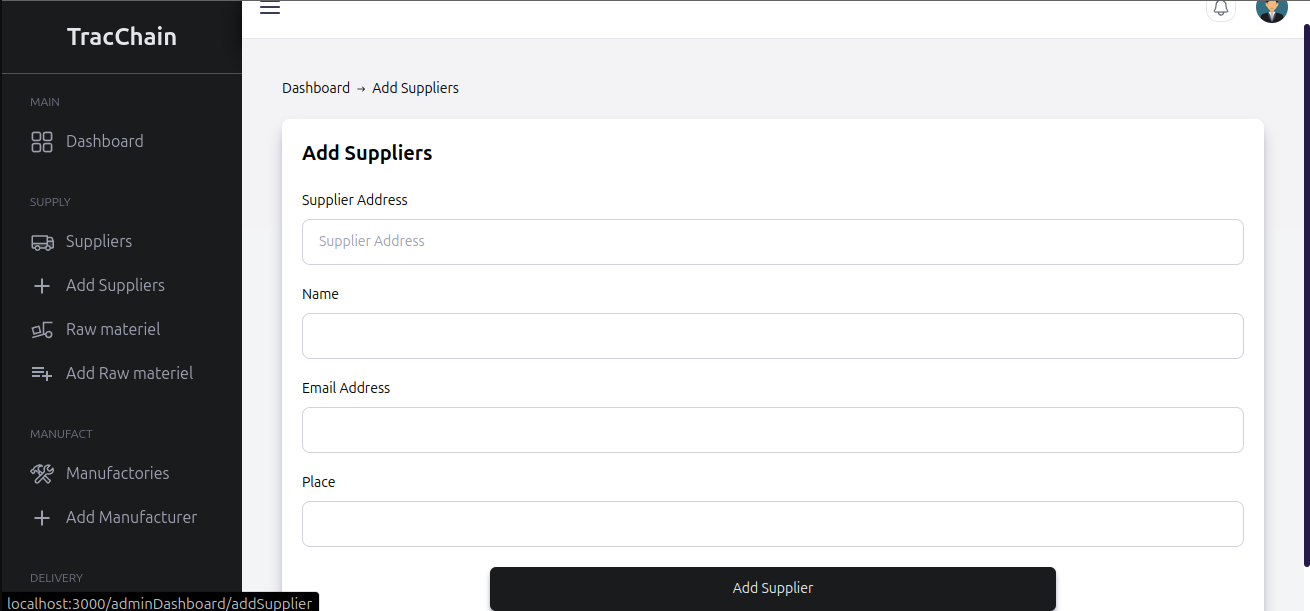 TracChain
MAIN
Dashboard
SUPPLY
Suppliers
Add Suppliers
Raw materiel
Add Raw materiel
MANUFACT
Manufactories
Add Manufacturer
DELIVERY
localhost:3000/adminDashboard/addSupplier
Dashboard → Add Suppliers
Add Suppliers
Supplier Address
Supplier Address
Name
Email Address
Place
Add Supplier